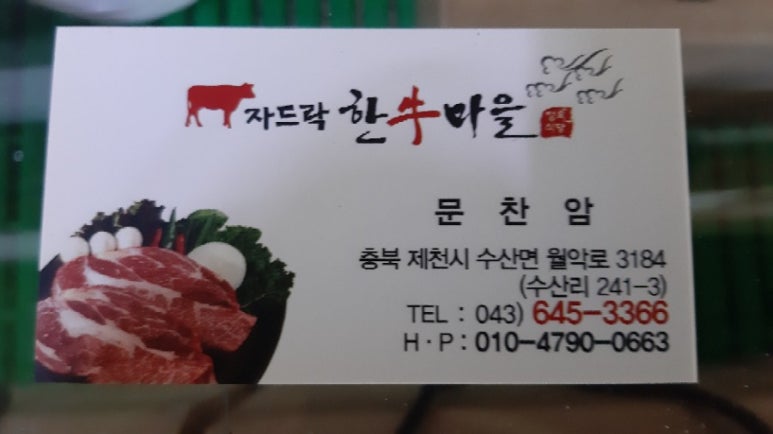 자드락 한牛마을
문 찬 암
충북 제천시 수산면 월악로 3184
(수산리 241-3)
TEL : 043) 645-3366
H·P : 010-4790-0663